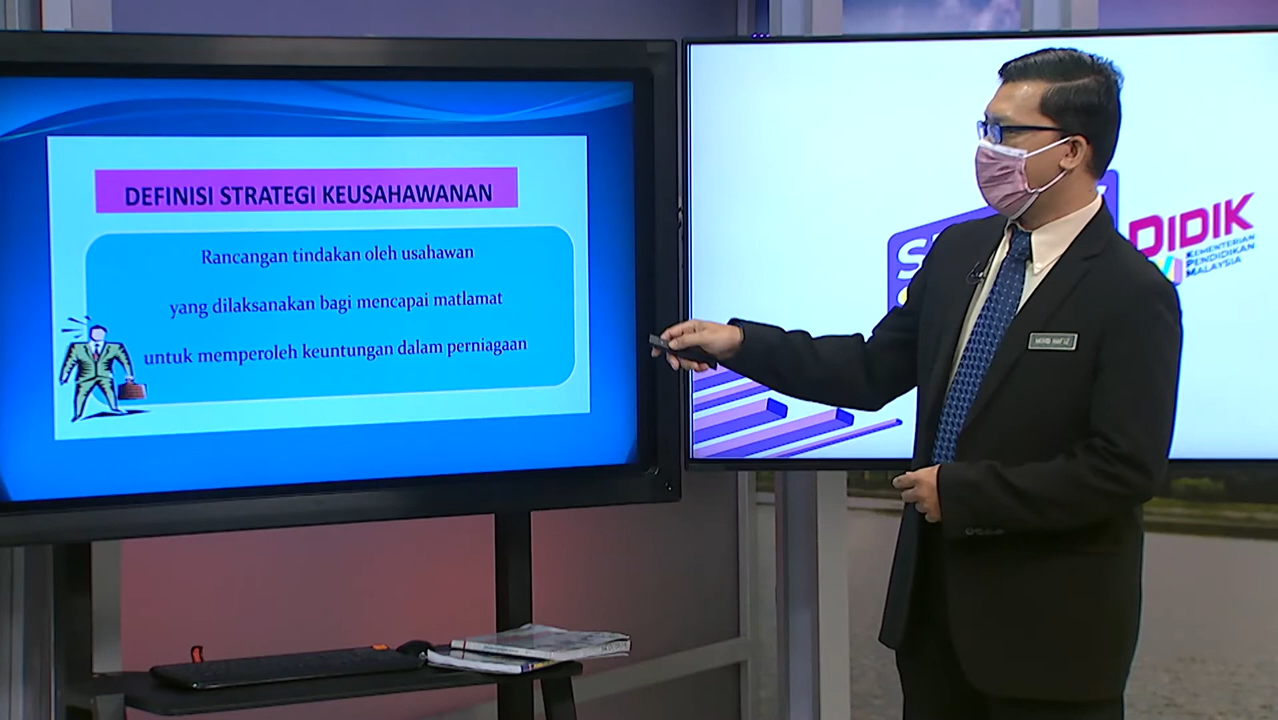 DEFINISI STRATEGI KEUSAHAWANAN
Rancangan tindakan oleh usahawan
yang dilaksanakan bagi mencapai matlamat
untuk memperoleh keuntungan dalam perniagaan
DIDIK
KEMENTERIAN
PENDIDIKAN
MALAYSIA